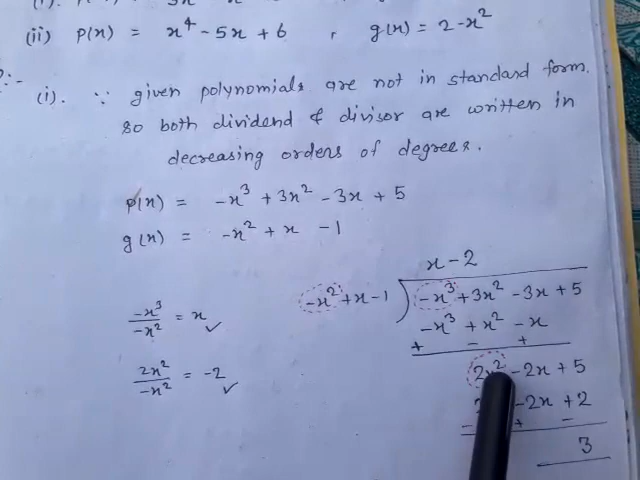 (ii) p(x) = x⁴ - 5x + 6 , g(x) = 2 - x²
(i). ∵ given polynomials are not in standard form.
so both dividend & divisor are written in
decreasing orders of degrees.
p(x) = -x³ + 3x² - 3x + 5
g(x) = -x² + x - 1
x - 2
-x² + x - 1 ) -x³ + 3x² - 3x + 5
-x³ / -x² = x ✓
-x³ + x² - x
+ - +
2x² - 2x + 5
2x² / -x² = -2 ✓
2 - 2x + 2
- + -
3